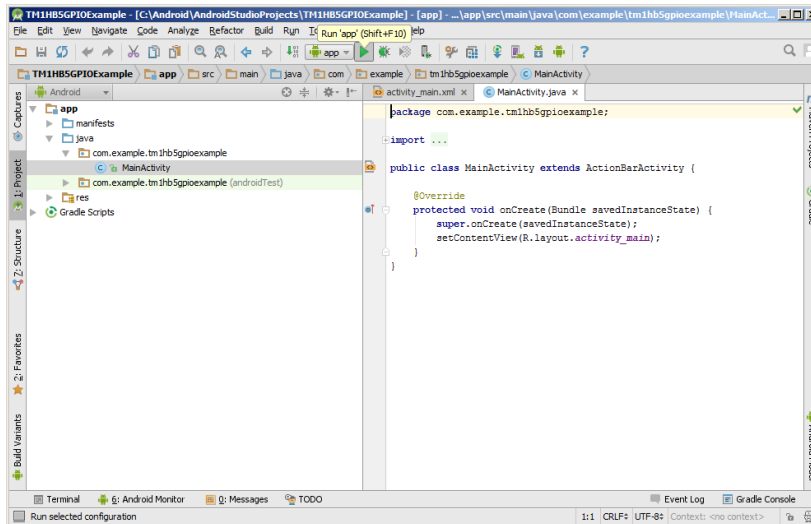 TM1HB5GPIOExample - [C:\Android\AndroidStudioProjects\TM1HB5GPIOExample] - [app] - ...\app\src\main\java\com\example\tm1hb5gpioexample\MainAct...
File Edit View Navigate Code Analyze Refactor Build Run
Run 'app' (Shift+F10)
app
TM1HB5GPIOExample app src main java com example tm1hb5gpioexample MainActivity
Android
activity_main.xml MainActivity.java
Captures
1: Project
Z: Structure
2: Favorites
Build Variants
app
manifests
java
com.example.tm1hb5gpioexample
MainActivity
com.example.tm1hb5gpioexample (androidTest)
res
Gradle Scripts
package com.example.tm1hb5gpioexample;
import ...
public class MainActivity extends ActionBarActivity {
@Override
protected void onCreate(Bundle savedInstanceState) {
super.onCreate(savedInstanceState);
setContentView(R.layout.activity_main);
}
}
Terminal 6: Android Monitor 0: Messages TODO Event Log Gradle Console
Run selected configuration 1:1 CRLF UTF-8 Context: <no context>